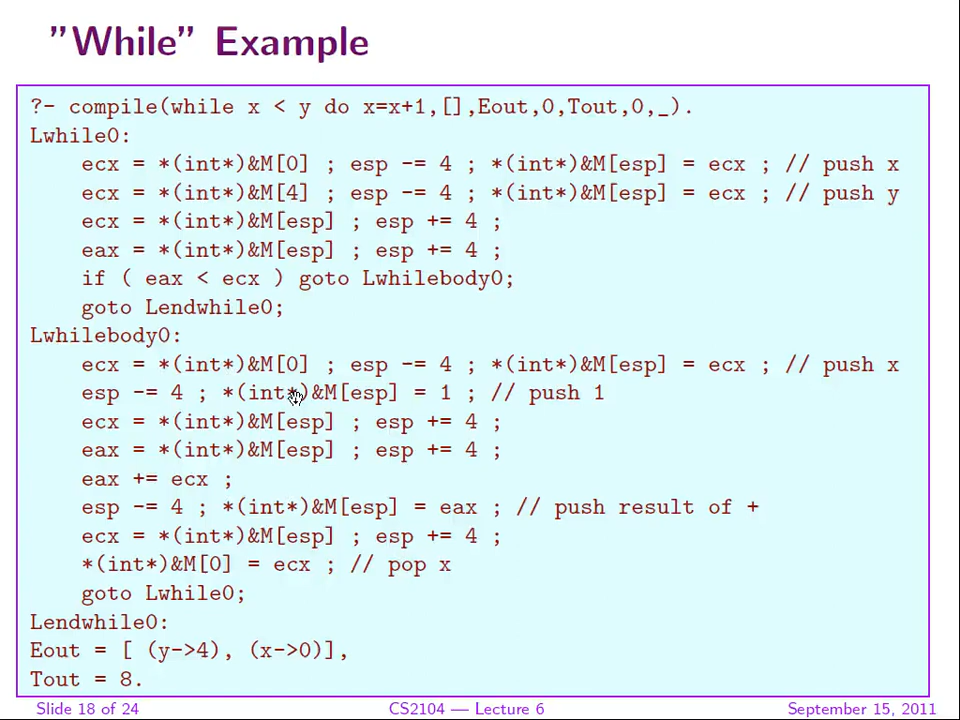 "While" Example
?- compile(while x < y do x=x+1,[],Eout,0,Tout,0,_).
Lwhile0:
ecx = *(int*)&M[0] ; esp -= 4 ; *(int*)&M[esp] = ecx ; // push x
ecx = *(int*)&M[4] ; esp -= 4 ; *(int*)&M[esp] = ecx ; // push y
ecx = *(int*)&M[esp] ; esp += 4 ;
eax = *(int*)&M[esp] ; esp += 4 ;
if ( eax < ecx ) goto Lwhilebody0;
goto Lendwhile0;
Lwhilebody0:
ecx = *(int*)&M[0] ; esp -= 4 ; *(int*)&M[esp] = ecx ; // push x
esp -= 4 ; *(int*)&M[esp] = 1 ; // push 1
ecx = *(int*)&M[esp] ; esp += 4 ;
eax = *(int*)&M[esp] ; esp += 4 ;
eax += ecx ;
esp -= 4 ; *(int*)&M[esp] = eax ; // push result of +
ecx = *(int*)&M[esp] ; esp += 4 ;
*(int*)&M[0] = ecx ; // pop x
goto Lwhile0;
Lendwhile0:
Eout = [ (y->4), (x->0)],
Tout = 8.
Slide 18 of 24 CS2104 — Lecture 6 September 15, 2011